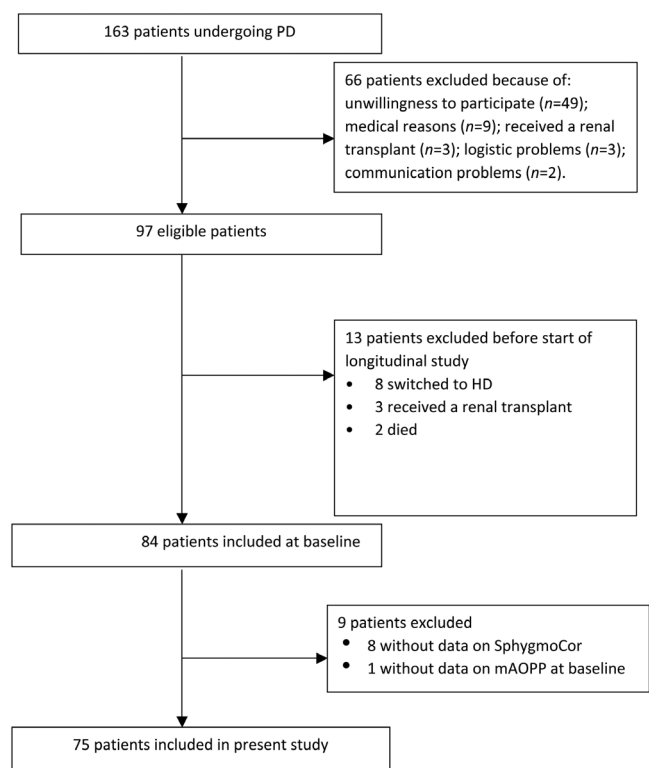 163 patients undergoing PD
66 patients excluded because of:
unwillingness to participate (n=49);
medical reasons (n=9); received a renal
transplant (n=3); logistic problems (n=3);
communication problems (n=2).
97 eligible patients
13 patients excluded before start of
longitudinal study
• 8 switched to HD
• 3 received a renal transplant
• 2 died
84 patients included at baseline
9 patients excluded
• 8 without data on SphygmoCor
• 1 without data on mAOPP at baseline
75 patients included in present study